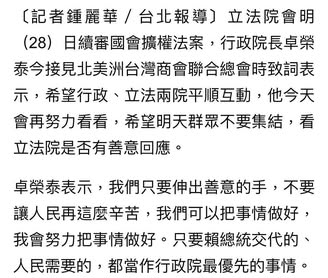 〔記者鍾麗華／台北報導〕立法院會明
（28）日續審國會擴權法案，行政院長卓榮
泰今接見北美洲台灣商會聯合總會時致詞表
示，希望行政、立法兩院平順互動，他今天
會再努力看看，希望明天群眾不要集結，看
立法院是否有善意回應。
卓榮泰表示，我們只要伸出善意的手，不要
讓人民再這麼辛苦，我們可以把事情做好，
我會努力把事情做好。只要賴總統交代的、
人民需要的，都當作行政院最優先的事情。